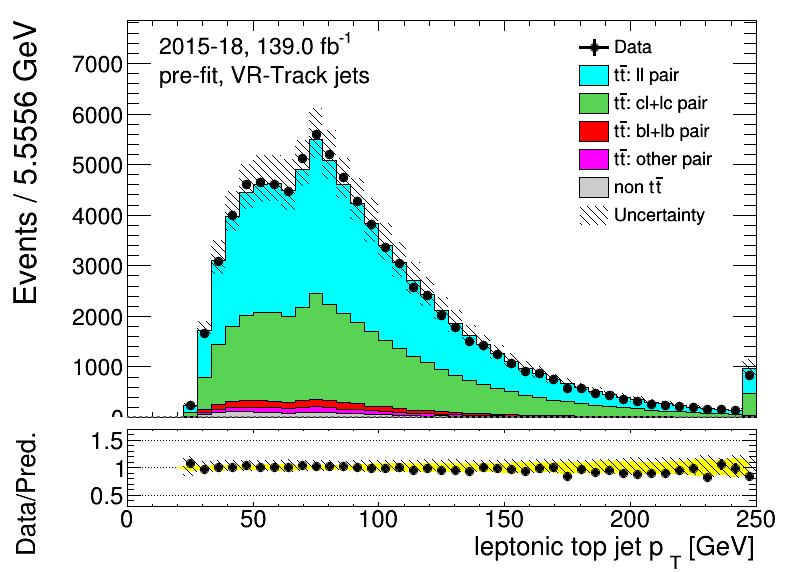 2015-18, 139.0 fb-1
pre-fit, VR-Track jets
Data
tt̄: ll pair
tt̄: cl+lc pair
tt̄: bl+lb pair
tt̄: other pair
non tt̄
Uncertainty
Events / 5.5556 GeV
7000
6000
5000
4000
3000
2000
1000
0
Data/Pred.
1.5
1
0.5
0 50 100 150 200 250
leptonic top jet p T [GeV]